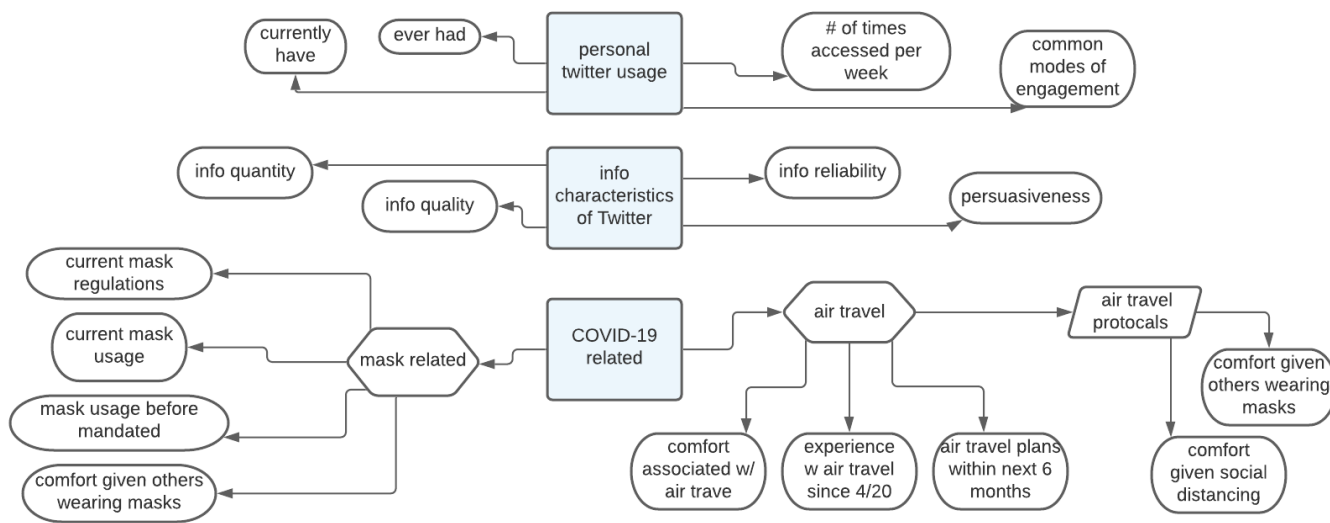 currently
have
ever had
personal
twitter usage
# of times
accessed per
week
common
modes of
engagement
info quantity
info quality
info
characteristics
of Twitter
info reliability
persuasiveness
current mask
regulations
current mask
usage
mask usage before
mandated
comfort given others
wearing masks
mask related
COVID-19
related
air travel
air travel
protocals
comfort given
others wearing
masks
comfort
associated w/
air trave
experience
w air travel
since 4/20
air travel plans
within next 6
months
comfort
given social
distancing